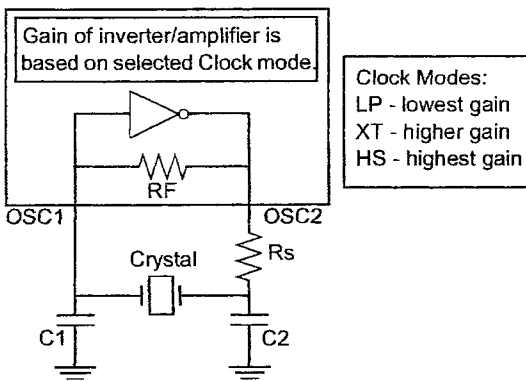 Gain of inverter/amplifier is
based on selected Clock mode.
Clock Modes:
LP - lowest gain
XT - higher gain
HS - highest gain
RF
OSC1
OSC2
Rs
Crystal
C1
C2